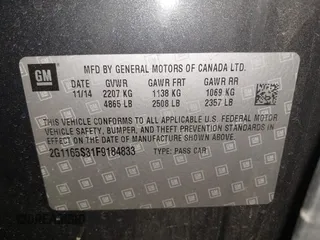 GM
MFD BY GENERAL MOTORS OF CANADA LTD.
DATE GVWR GAWR FRT GAWR RR
11/14 2207 KG 1138 KG 1069 KG
4865 LB 2508 LB 2357 LB
THIS VEHICLE CONFORMS TO ALL APPLICABLE U.S. FEDERAL MOTOR
VEHICLE SAFETY, BUMPER, AND THEFT PREVENTION STANDARDS
IN EFFECT ON THE DATE OF MANUFACTURE SHOWN ABOVE.
2G1165S31F9184833 TYPE: PASS CAR